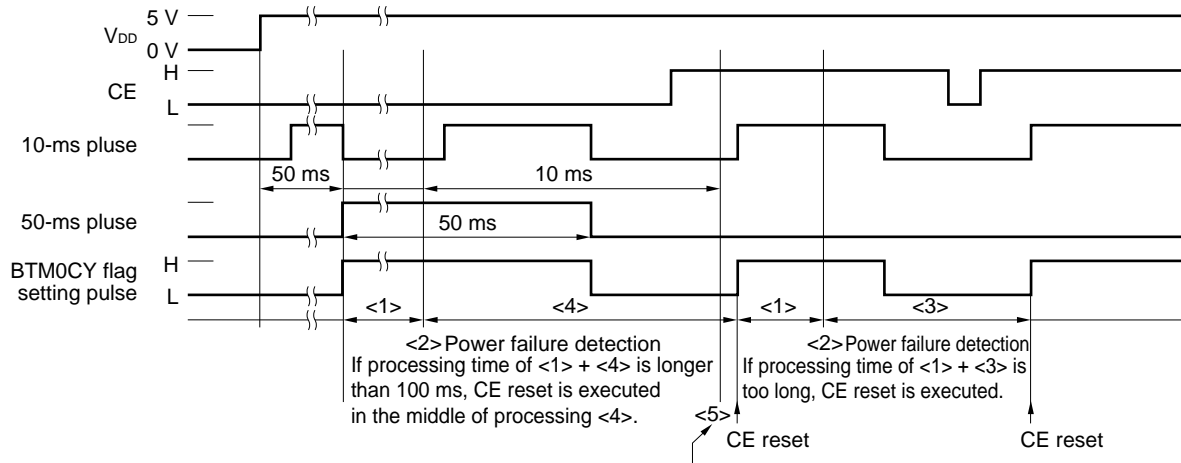 5 V
VDD
0 V
H
CE
L
10-ms pluse
50 ms
10 ms
50-ms pluse
50 ms
BTM0CY flag
setting pulse
H
L
<1>
<4>
<1>
<3>
<2>Power failure detection
If processing time of <1> + <4> is longer
than 100 ms, CE reset is executed
in the middle of processing <4>.
<2>Power failure detection
If processing time of <1> + <3> is
too long, CE reset is executed.
<5>
CE reset
CE reset